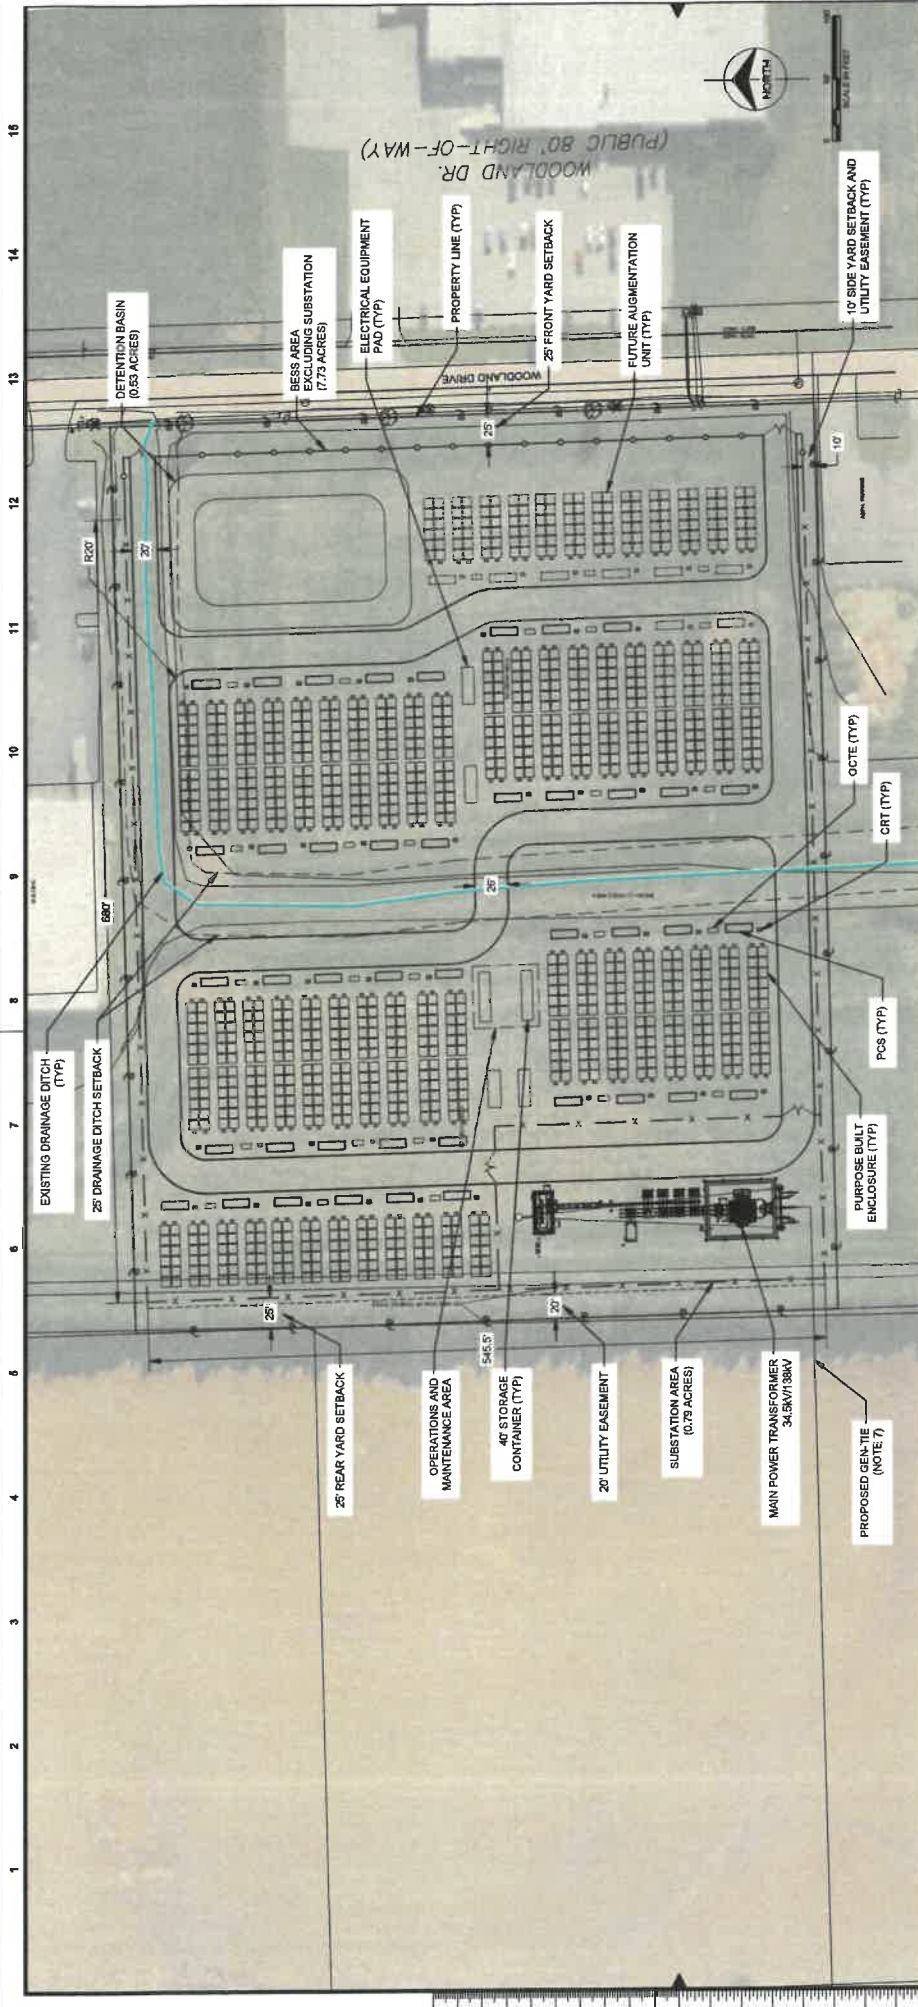 1 2 3 4 5 6 7 8 9 10 11 12 13 14 15
EXISTING DRAINAGE DITCH
(TYP)
25' DRAINAGE DITCH SETBACK
680'
R20'
20'
DETENTION BASIN
(0.53 ACRES)
BESS AREA
EXCLUDING SUBSTATION
(7.73 ACRES)
ELECTRICAL EQUIPMENT
PAD (TYP)
PROPERTY LINE (TYP)
25' FRONT YARD SETBACK
FUTURE AUGMENTATION
UNIT (TYP)
10' SIDE YARD SETBACK AND
UTILITY EASEMENT (TYP)
WOODLAND DR.
(PUBLIC 80' RIGHT-OF-WAY)
WOODLAND DRIVE
25'
10'
26'
25'
20'
545.5'
25' REAR YARD SETBACK
OPERATIONS AND
MAINTENANCE AREA
40' STORAGE
CONTAINER (TYP)
20' UTILITY EASEMENT
SUBSTATION AREA
(0.79 ACRES)
MAIN POWER TRANSFORMER
34.5kV/138kV
PROPOSED GEN-TIE
(NOTE 7)
PURPOSE BUILT
ENCLOSURE (TYP)
PCS (TYP)
CRT (TYP)
OCTE (TYP)
NORTH
SCALE IN FEET